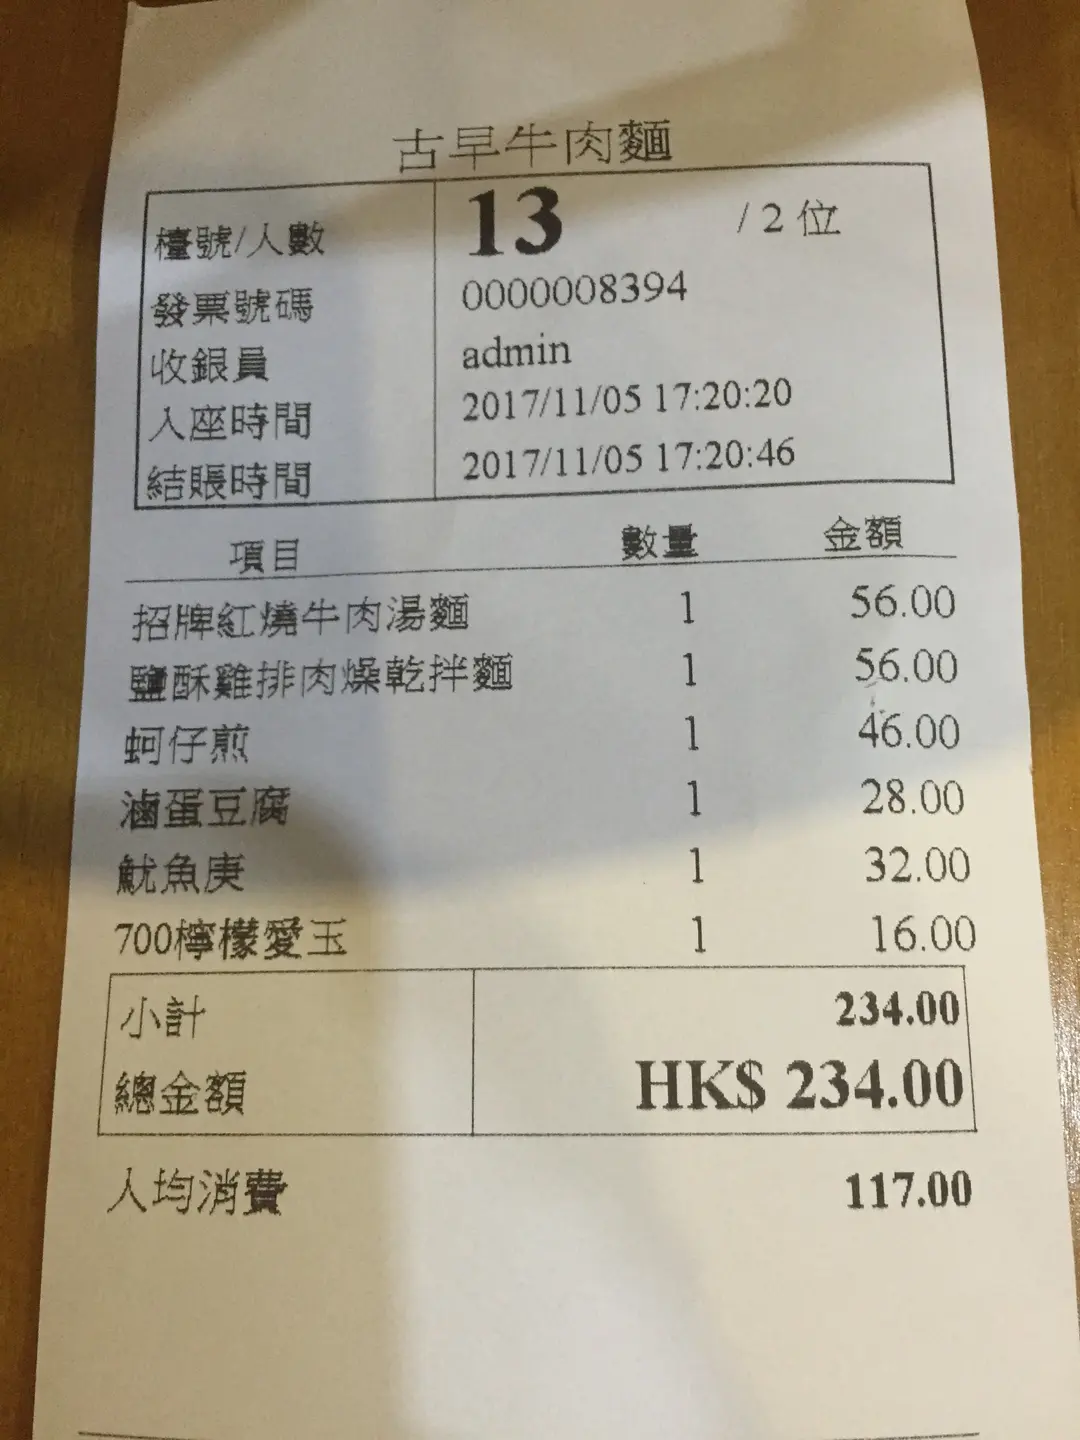 古早牛肉麵
檯號/人數 13 /2 位
發票號碼 0000008394
收銀員 admin
入座時間 2017/11/05 17:20:20
結賬時間 2017/11/05 17:20:46
項目 數量 金額
招牌紅燒牛肉湯麵 1 56.00
鹽酥雞排肉燥乾拌麵 1 56.00
蚵仔煎 1 46.00
滷蛋豆腐 1 28.00
魷魚庚 1 32.00
700檸檬愛玉 1 16.00
小計 234.00
總金額 HK$ 234.00
人均消費 117.00